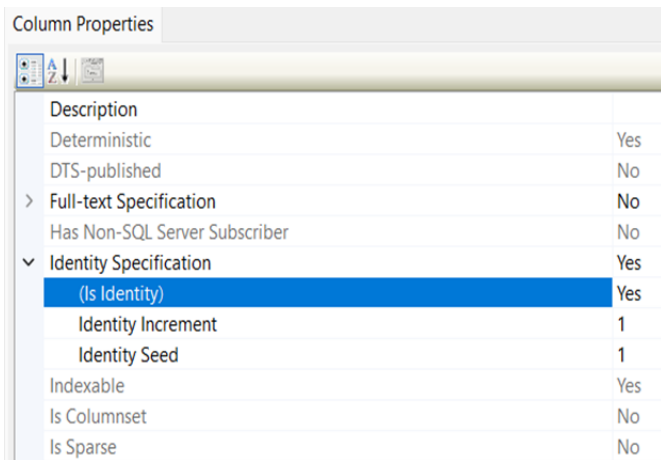 Column Properties
A
Z
Description
Deterministic Yes
DTS-published No
Full-text Specification No
Has Non-SQL Server Subscriber No
Identity Specification Yes
(Is Identity) Yes
Identity Increment 1
Identity Seed 1
Indexable Yes
Is Columnset No
Is Sparse No